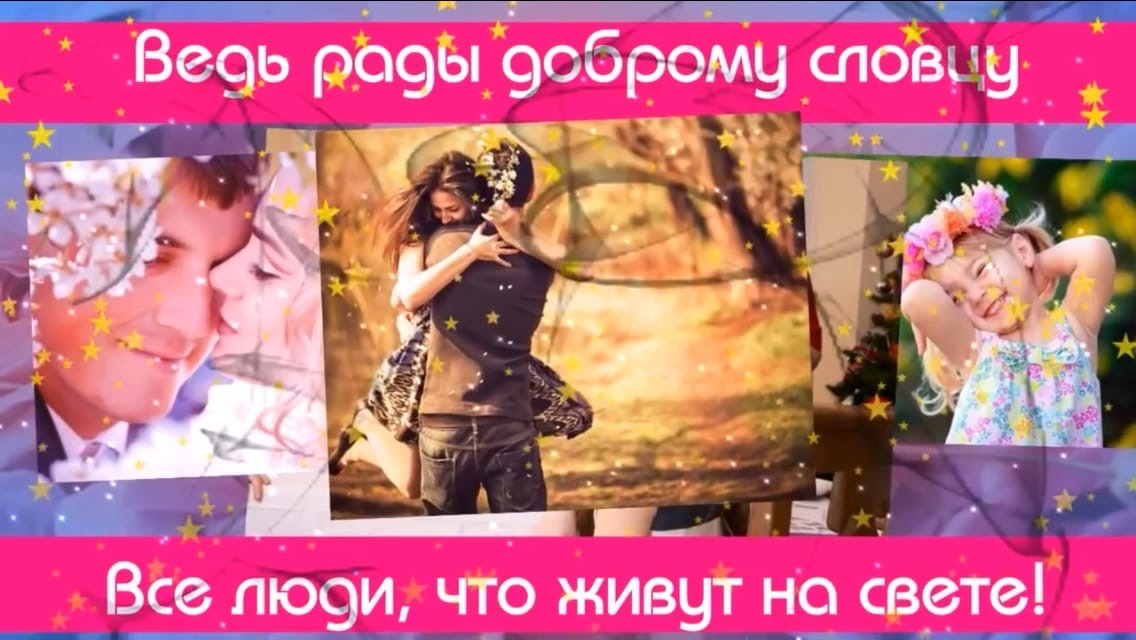 Ведь рады доброму словцу
Все люди, что живут на свете!